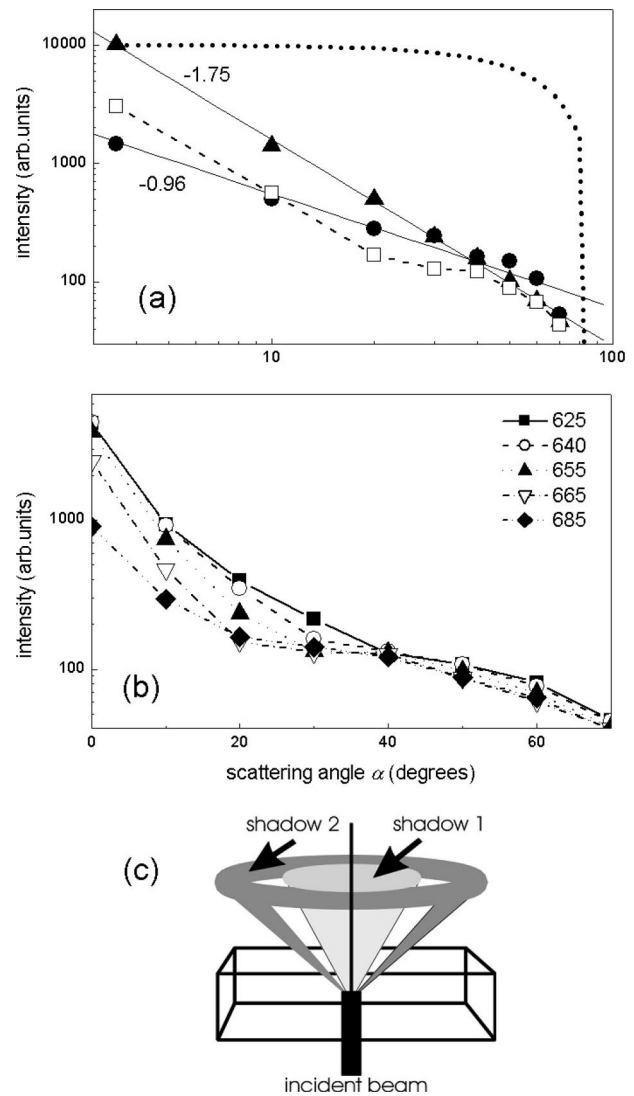 10000
1000
100
intensity (arb.units)
-1.75
-0.96
(a)
10
100
1000
100
intensity (arb.units)
625
640
655
665
685
(b)
0
20
40
60
scattering angle α (degrees)
(c)
shadow 2
shadow 1
incident beam